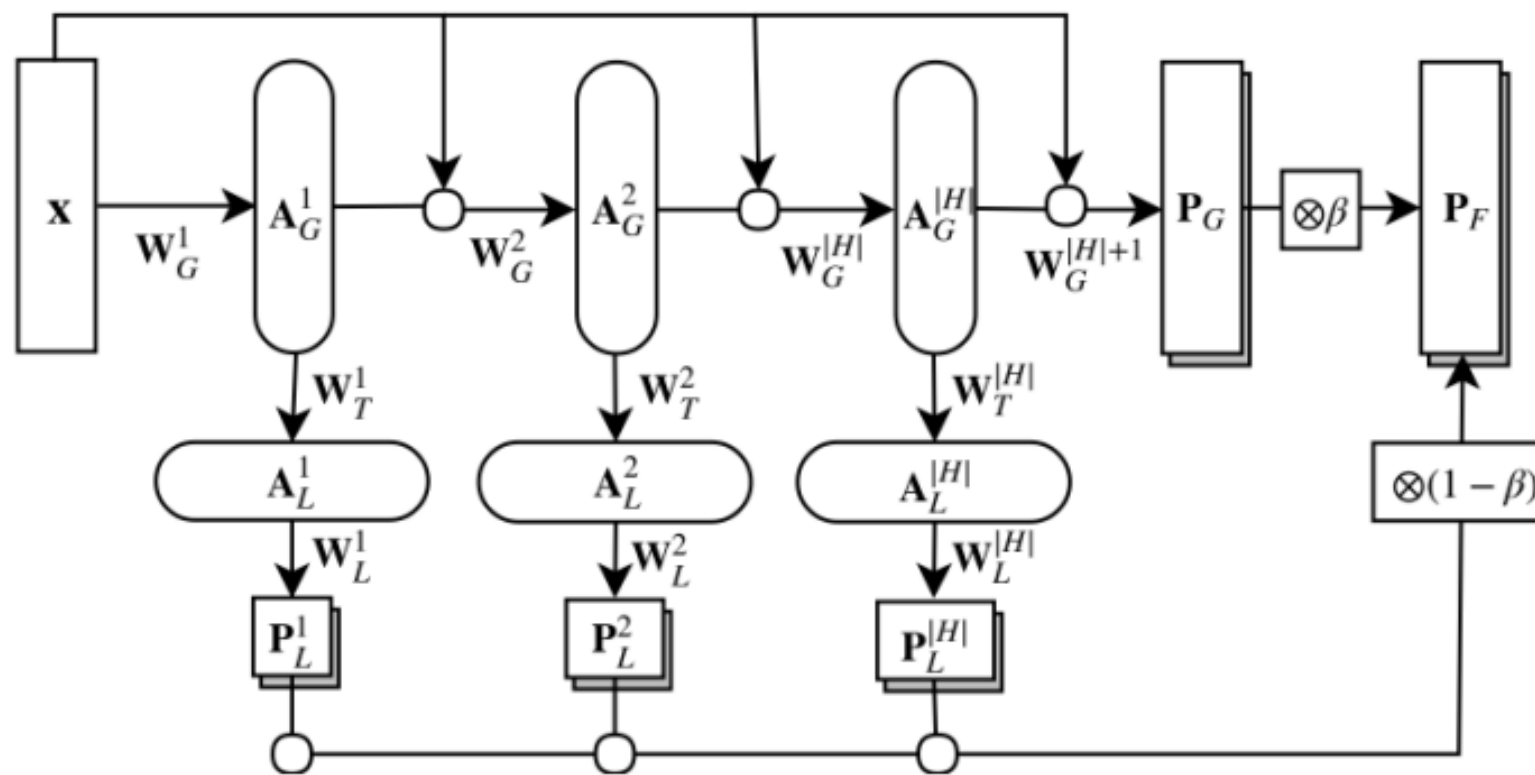 x
W_G^1
A_G^1
W_G^2
A_G^2
W_G^{|H|}
A_G^{|H|}
W_G^{|H|+1}
P_G
⊗β
P_F
W_T^1
W_T^2
W_T^{|H|}
A_L^1
A_L^2
A_L^{|H|}
⊗(1 − β)
W_L^1
W_L^2
W_L^{|H|}
P_L^1
P_L^2
P_L^{|H|}